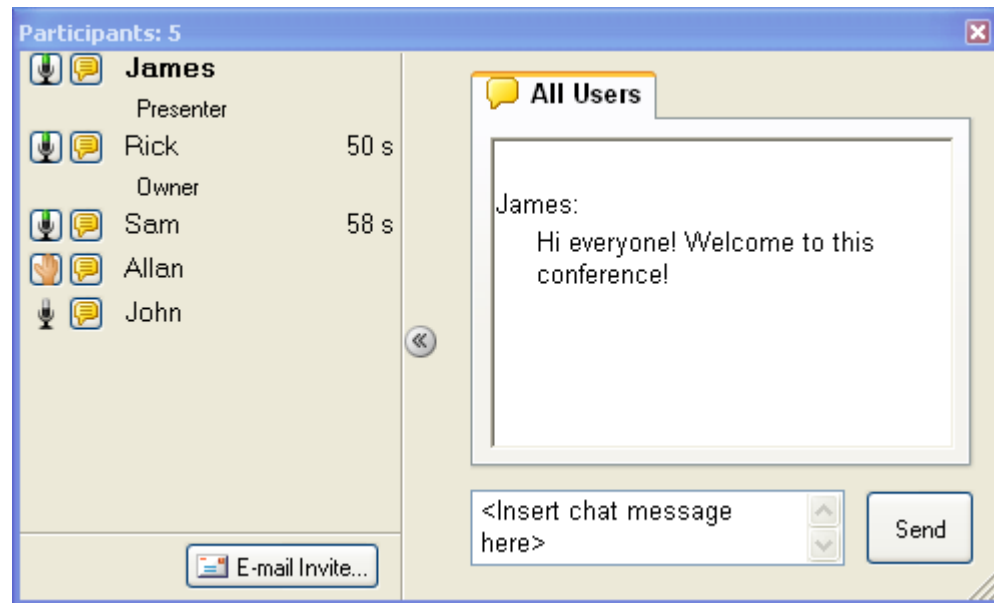 Participants: 5
James
Presenter
Rick 50 s
Owner
Sam 58 s
Allan
John
E-mail Invite...
All Users
James:
Hi everyone! Welcome to this
conference!
<Insert chat message
here>
Send